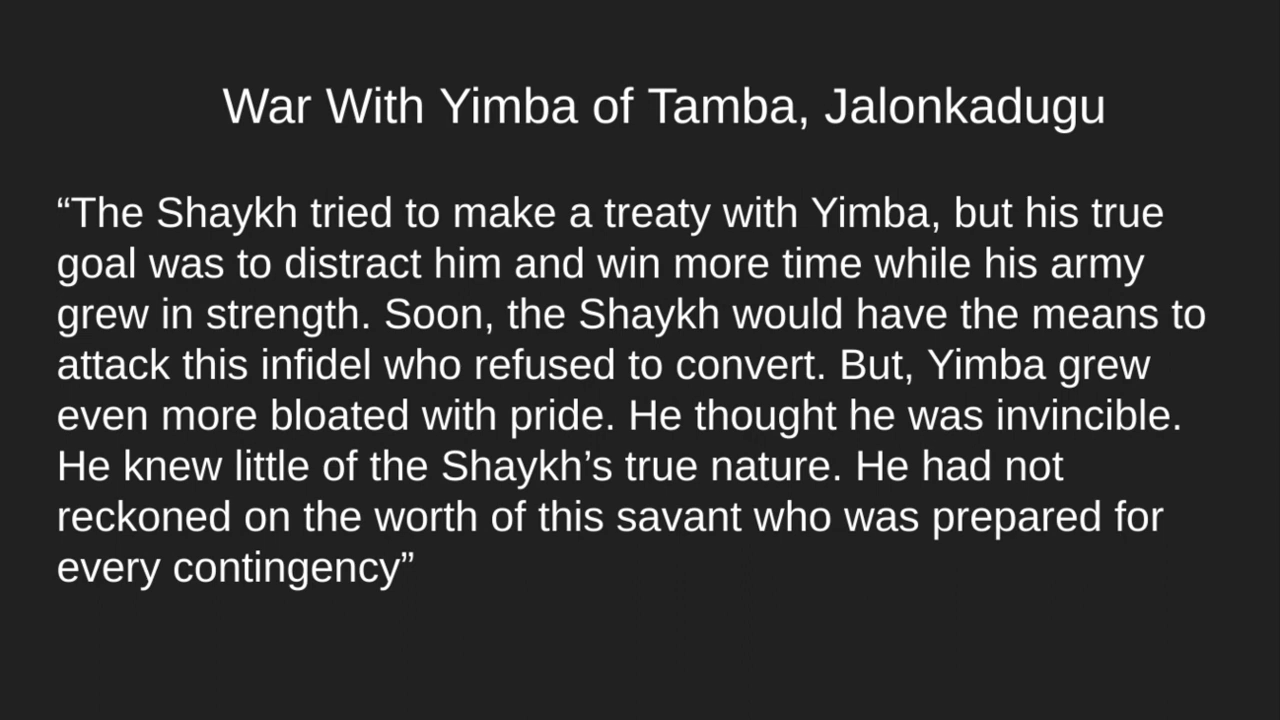 War With Yimba of Tamba, Jalonkadugu
“The Shaykh tried to make a treaty with Yimba, but his true
goal was to distract him and win more time while his army
grew in strength. Soon, the Shaykh would have the means to
attack this infidel who refused to convert. But, Yimba grew
even more bloated with pride. He thought he was invincible.
He knew little of the Shaykh’s true nature. He had not
reckoned on the worth of this savant who was prepared for
every contingency”